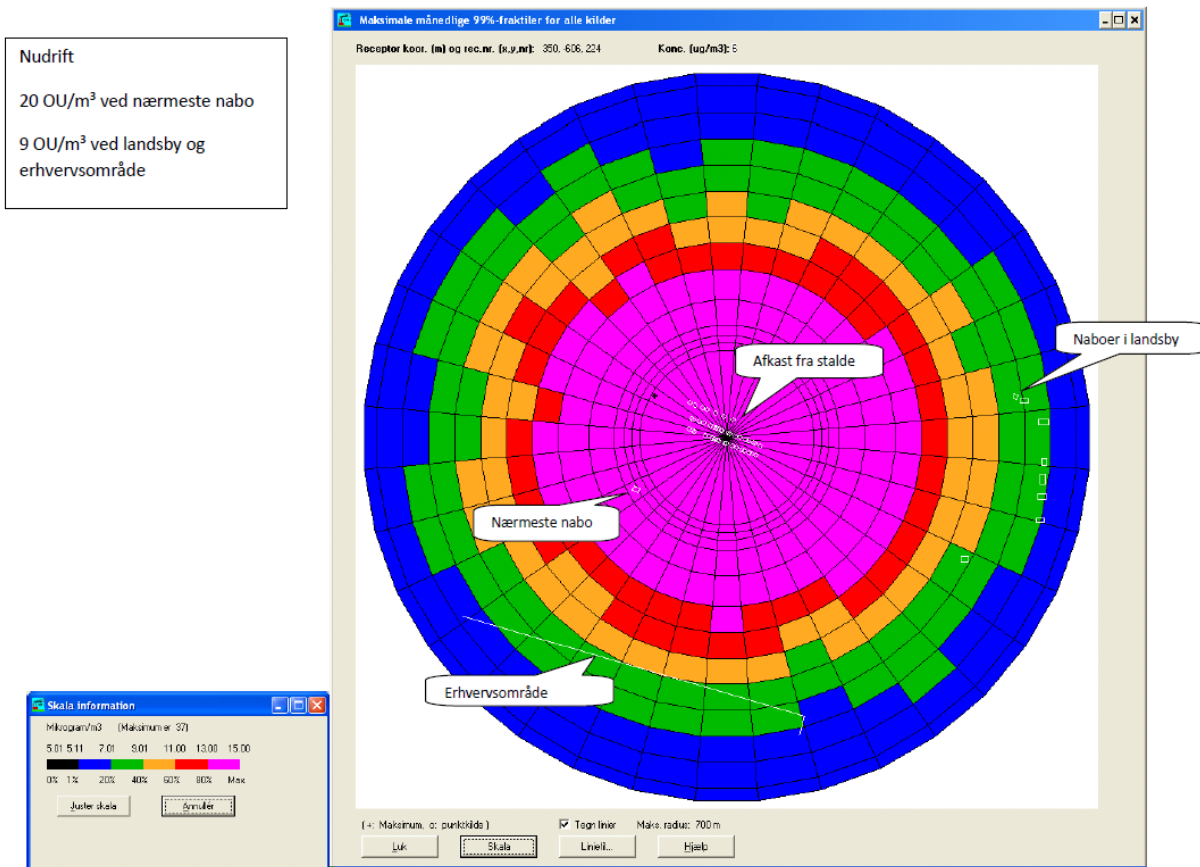 Nudrift
20 OU/m³ ved nærmeste nabo
9 OU/m³ ved landsby og
erhvervsområde
Maksimale månedlige 99%-fraktiler for alle kilder
Receptor koor. (m) og rec.nr. (x,y,nr): 350, -606, 224 Konc. (ug/m3): 6
Naboer i landsby
Afkast fra stalde
Nærmeste nabo
Erhvervsområde
Skala information
Mikrogram/m3 (Maksimum er 37)
5.01 5.11 7.01 9.01 11.00 13.00 15.00
0% 1% 20% 40% 60% 80% Max
Juster skala Annullér
(+: Maksimum, o: punktkilde) Tegn linier Maks. radius: 700 m
Luk Skala Liniefil... Hjælp